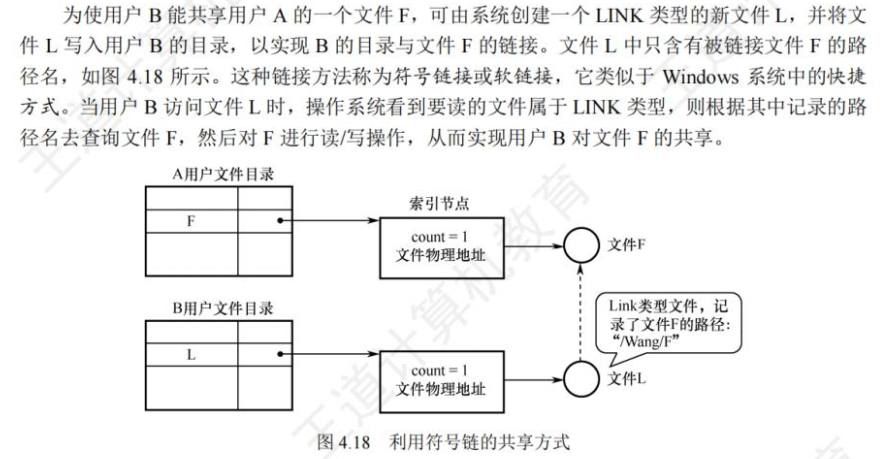 为使用户 B 能共享用户 A 的一个文件 F，可由系统创建一个 LINK 类型的新文件 L，并将文
件 L 写入用户 B 的目录，以实现 B 的目录与文件 F 的链接。文件 L 中只含有被链接文件 F 的路
径名，如图 4.18 所示。这种链接方法称为符号链接或软链接，它类似于 Windows 系统中的快捷
方式。当用户 B 访问文件 L 时，操作系统看到要读的文件属于 LINK 类型，则根据其中记录的路
径名去查询文件 F，然后对 F 进行读/写操作，从而实现用户 B 对文件 F 的共享。
A用户文件目录
F
索引节点
count = 1
文件物理地址
文件F
B用户文件目录
L
count = 1
文件物理地址
Link类型文件，记
录了文件F的路径：
“/Wang/F”
文件L
图 4.18 利用符号链的共享方式
王道计算机教育